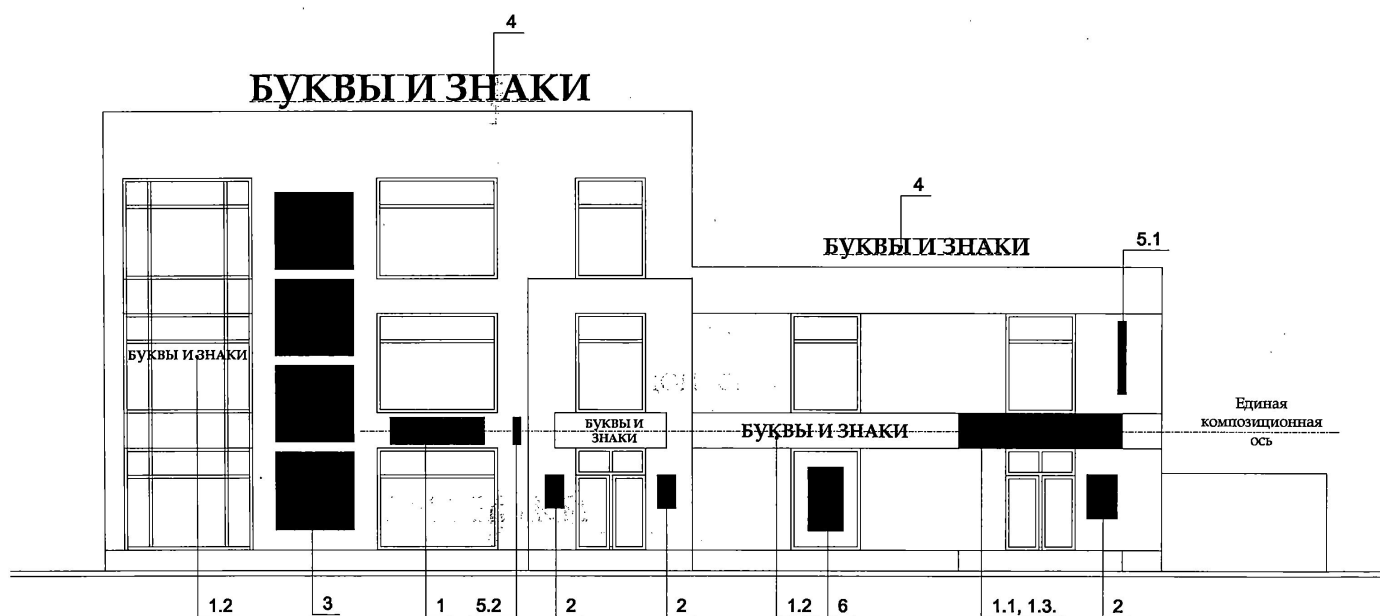 4
БУКВЫ И ЗНАКИ
4
БУКВЫ И ЗНАКИ
5.1
БУКВЫ И ЗНАКИ
Единая
композиционная
ось
БУКВЫ И
ЗНАКИ
БУКВЫ И ЗНАКИ
1.2 3 1 5.2 2 2 1.2 6 1.1, 1.3. 2